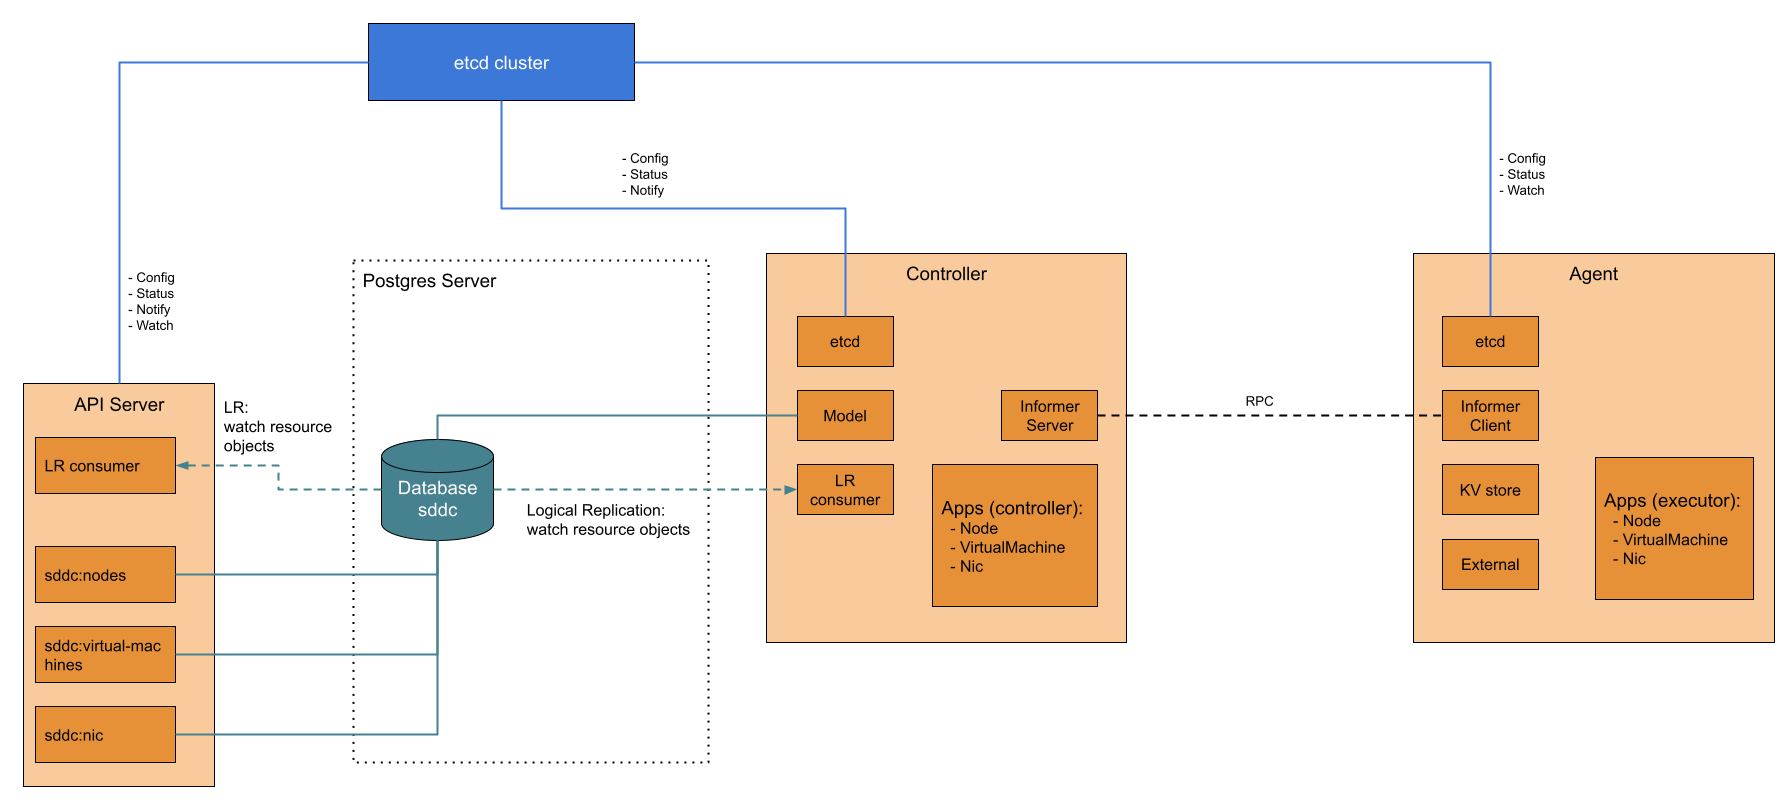 etcd cluster
- Config
- Status
- Notify
- Config
- Status
- Watch
- Config
- Status
- Notify
- Watch
API Server
LR consumer
sddc:nodes
sddc:virtual-mac
hines
sddc:nic
LR:
watch resource
objects
Postgres Server
Database
sddc
Logical Replication:
watch resource objects
Controller
etcd
Model
LR
consumer
Informer
Server
Apps (controller):
- Node
- VirtualMachine
- Nic
RPC
Agent
etcd
Informer
Client
KV store
External
Apps (executor):
- Node
- VirtualMachine
- Nic